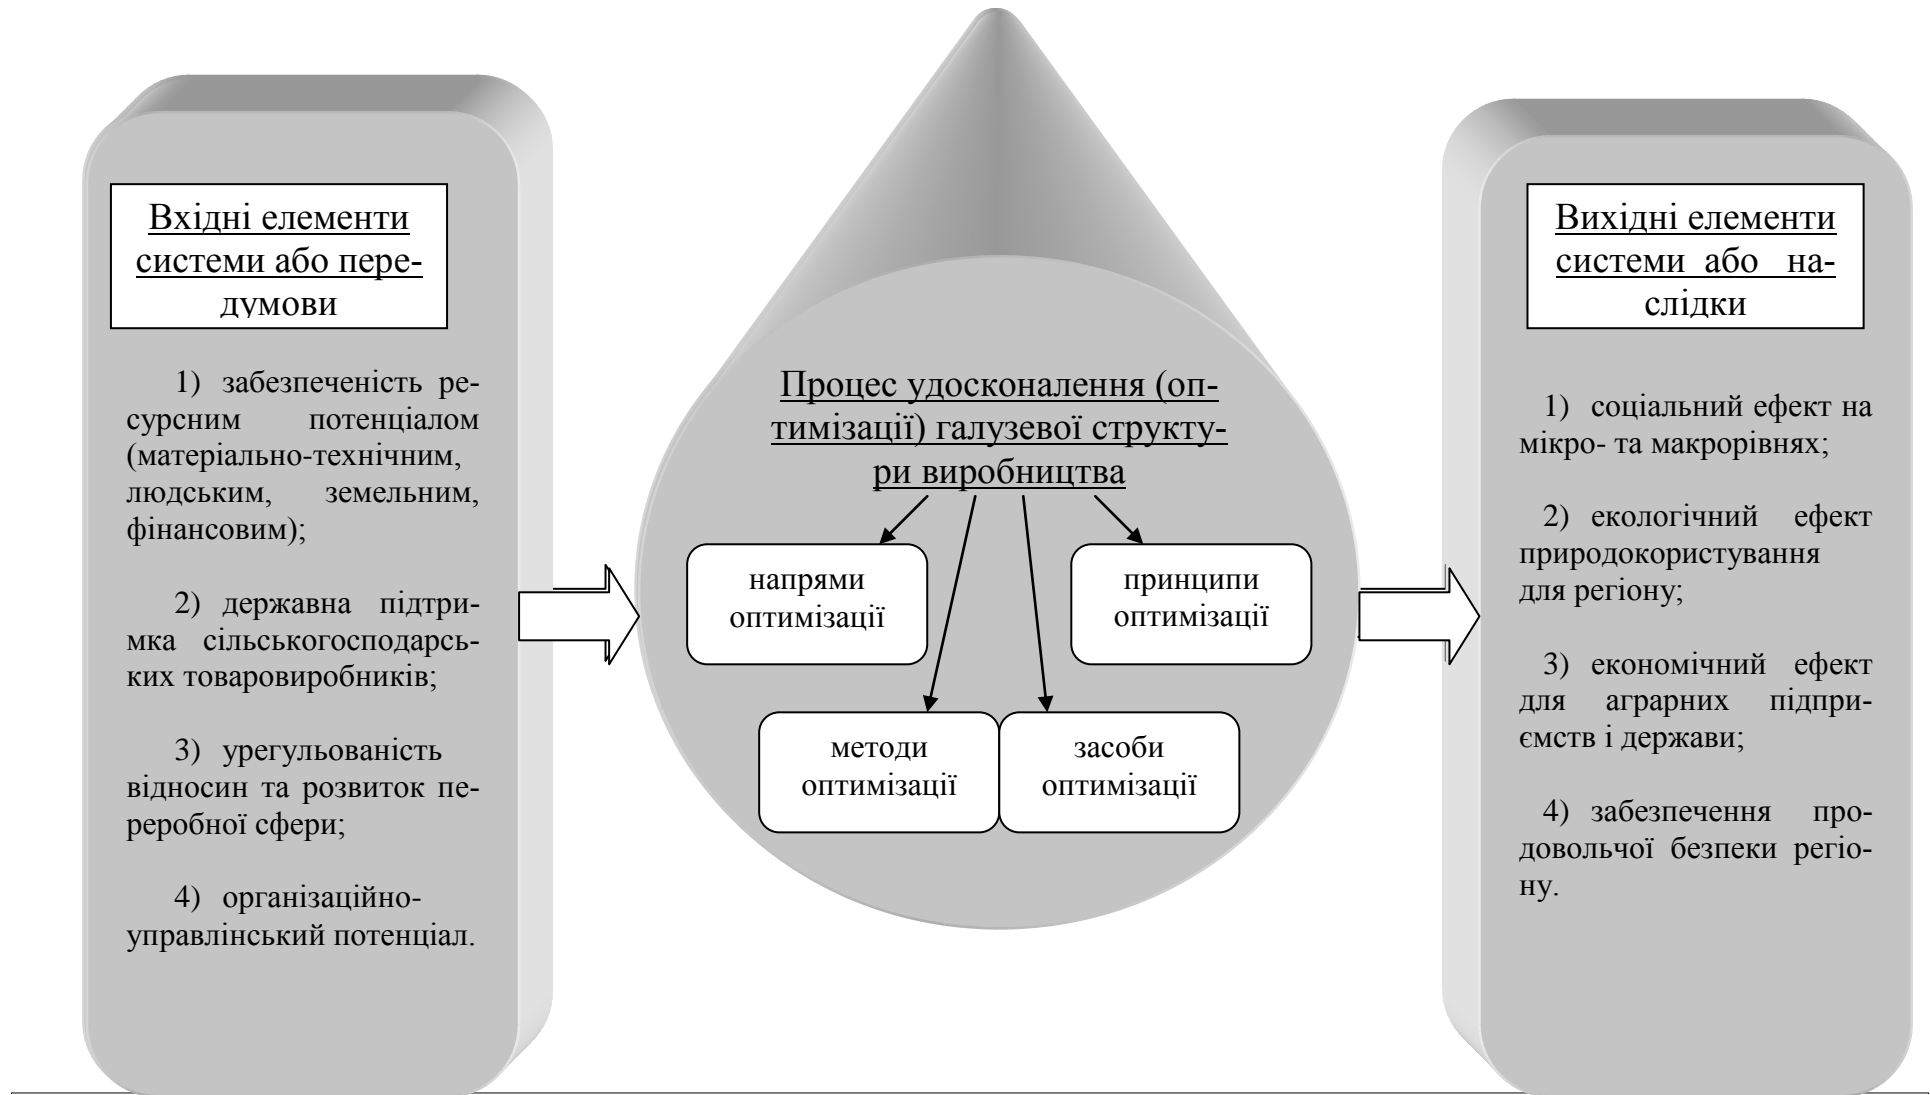 Вхідні елементи
системи або пере-
думови
1) забезпеченість ре-
сурсним потенціалом
(матеріально-технічним,
людським, земельним,
фінансовим);
2) державна підтри-
мка сільськогосподарсь-
ких товаровиробників;
3) урегульованість
відносин та розвиток пе-
реробної сфери;
4) організаційно-
управлінський потенціал.
Процес удосконалення (оп-
тимізації) галузевої структу-
ри виробництва
напрями
оптимізації
принципи
оптимізації
методи
оптимізації
засоби
оптимізації
Вихідні елементи
системи або на-
слідки
1) соціальний ефект на
мікро- та макрорівнях;
2) екологічний ефект
природокористування
для регіону;
3) економічний ефект
для аграрних підпри-
ємств і держави;
4) забезпечення про-
довольчої безпеки регіо-
ну.